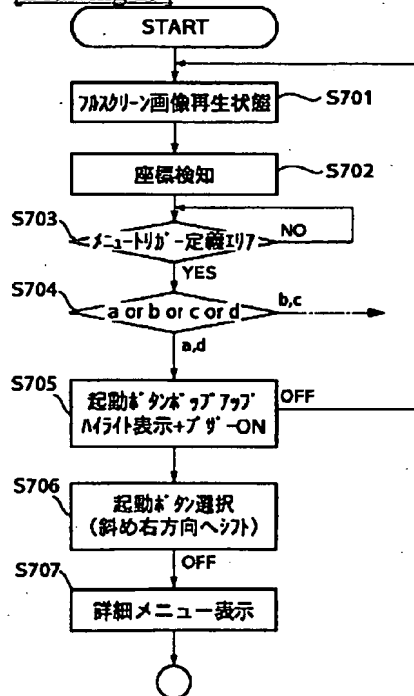 START
フルスクリーン画像再生状態
S701
座標検知
S702
S703
メニュートリガー定義エリア
NO
YES
S704
a or b or c or d
b,c
a,d
S705
起動ボタンポップアップ
ハイライト表示+ブザーON
OFF
S706
起動ボタン選択
(斜め右方向へシフト)
OFF
S707
詳細メニュー表示